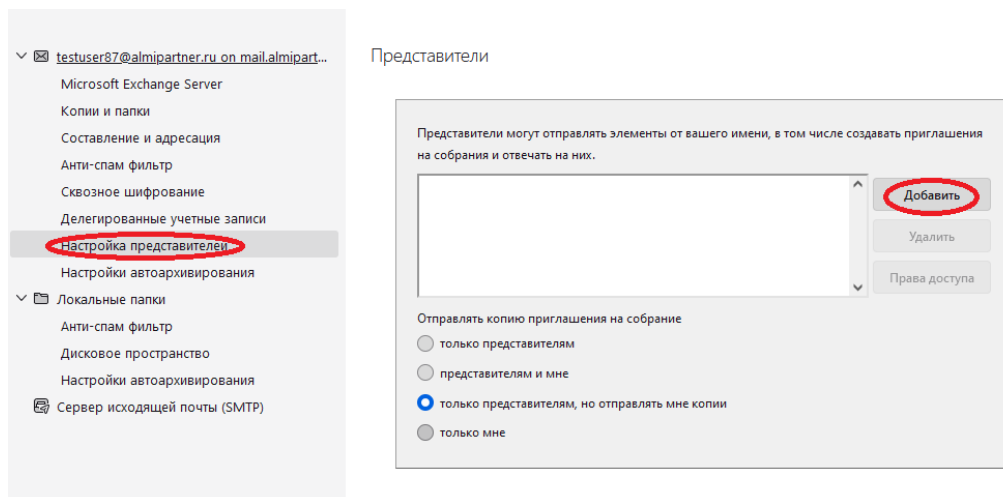 testuser87@almipartner.ru on mail.almipart...
Microsoft Exchange Server
Копии и папки
Составление и адресация
Анти-спам фильтр
Сквозное шифрование
Делегированные учетные записи
Настройка представителей
Настройки автоархивирования
Локальные папки
Анти-спам фильтр
Дисковое пространство
Настройки автоархивирования
Сервер исходящей почты (SMTP)
Представители
Представители могут отправлять элементы от вашего имени, в том числе создавать приглашения
на собрания и отвечать на них.
Добавить
Удалить
Права доступа
Отправлять копию приглашения на собрание
только представителям
представителям и мне
только представителям, но отправлять мне копии
только мне